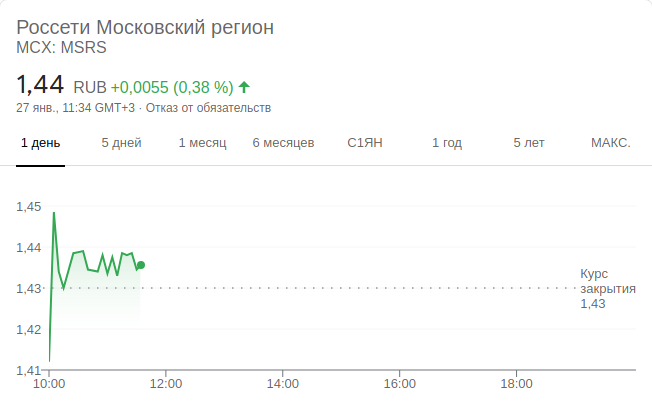 Россети Московский регион
MCX: MSRS
1,44 RUB +0,0055 (0,38 %)
27 янв., 11:34 GMT+3 · Отказ от обязательств
1 день 5 дней 1 месяц 6 месяцев С1ЯН 1 год 5 лет МАКС.
1,45
1,44
1,43
1,42
1,41
Курс
закрытия
1,43
10:00 12:00 14:00 16:00 18:00